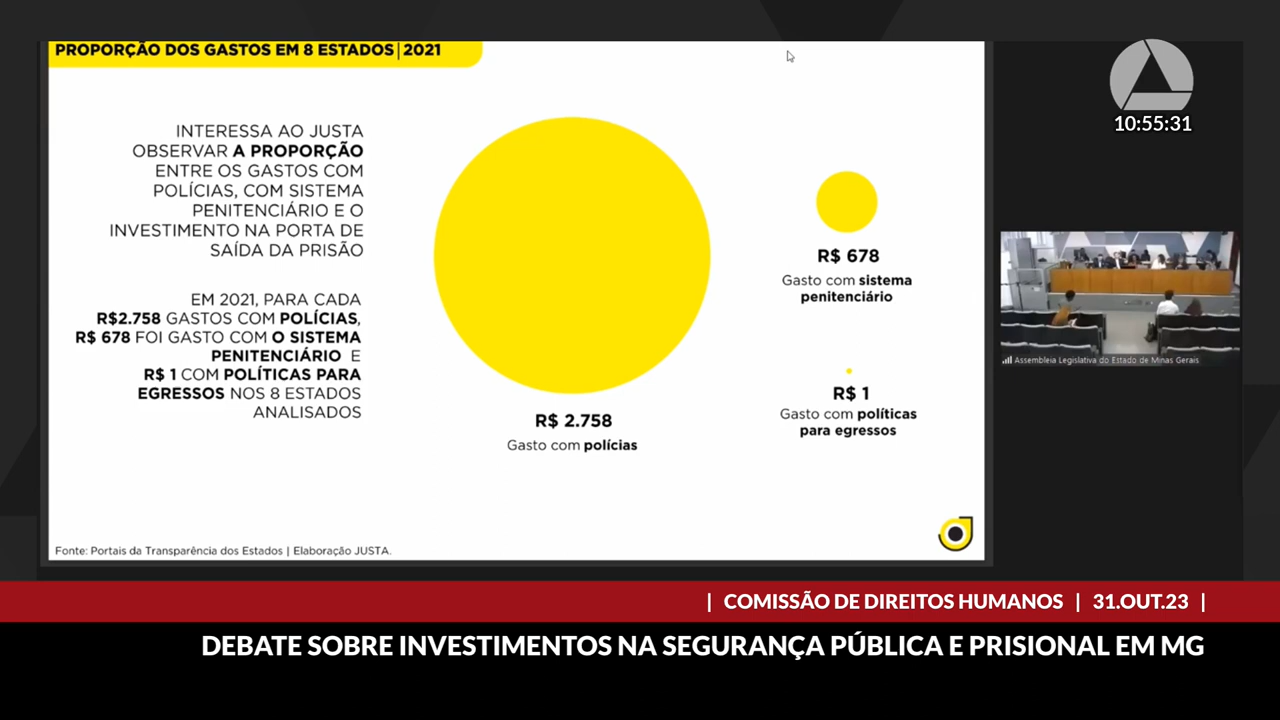 PROPORÇÃO DOS GASTOS EM 8 ESTADOS | 2021
10:55:31
INTERESSA AO JUSTA
OBSERVAR A PROPORÇÃO
ENTRE OS GASTOS COM
POLÍCIAS, COM SISTEMA
PENITENCIÁRIO E O
INVESTIMENTO NA PORTA DE
SAÍDA DA PRISÃO
EM 2021, PARA CADA
R$2.758 GASTOS COM POLÍCIAS,
R$ 678 FOI GASTO COM O SISTEMA
PENITENCIÁRIO E
R$ 1 COM POLÍTICAS PARA
EGRESSOS NOS 8 ESTADOS
ANALISADOS
R$ 2.758
Gasto com polícias
R$ 678
Gasto com sistema
penitenciário
R$ 1
Gasto com políticas
para egressos
Assembleia Legislativa do Estado de Minas Gerais
Fonte: Portais da Transparência dos Estados | Elaboração JUSTA.
| COMISSÃO DE DIREITOS HUMANOS | 31.OUT.23 |
DEBATE SOBRE INVESTIMENTOS NA SEGURANÇA PÚBLICA E PRISIONAL EM MG